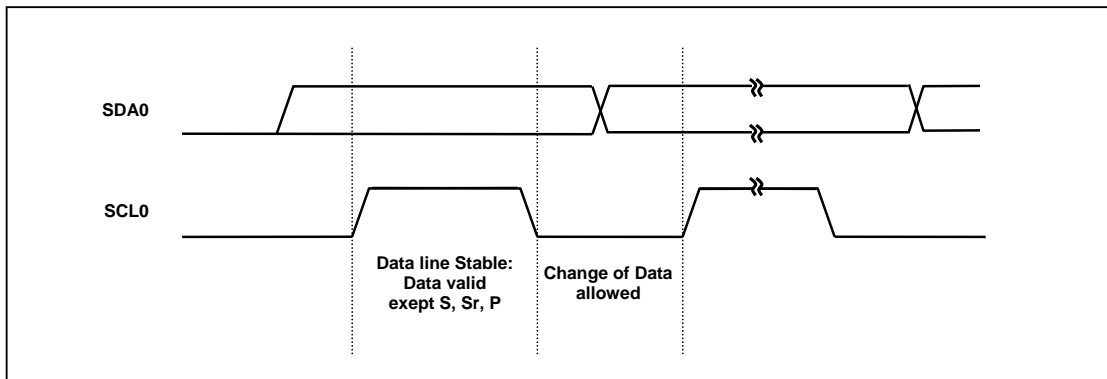 SDA0
SCL0
Data line Stable:
Data valid
exept S, Sr, P
Change of Data
allowed